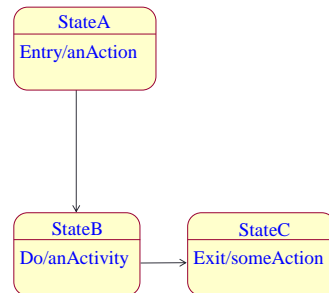 StateA
Entry/anAction
StateB
Do/anActivity
StateC
Exit/someAction